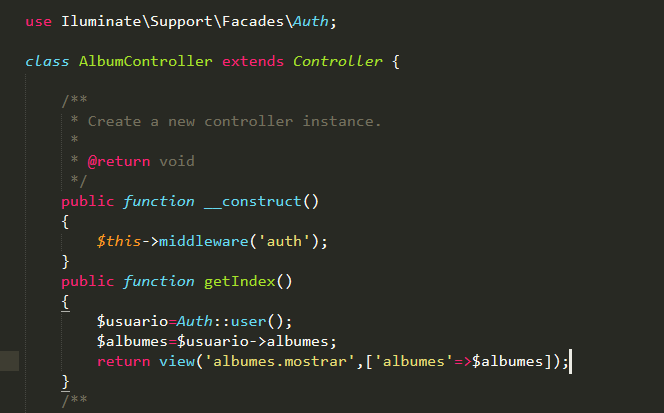 use Iluminate\Support\Facades\Auth;
class AlbumController extends Controller {
/**
* Create a new controller instance.
*
* @return void
*/
public function __construct()
{
$this->middleware('auth');
}
public function getIndex()
{
$usuario=Auth::user();
$albumes=$usuario->albumes;
return view('albumes.mostrar',['albumes'=>$albumes]);
}
/**